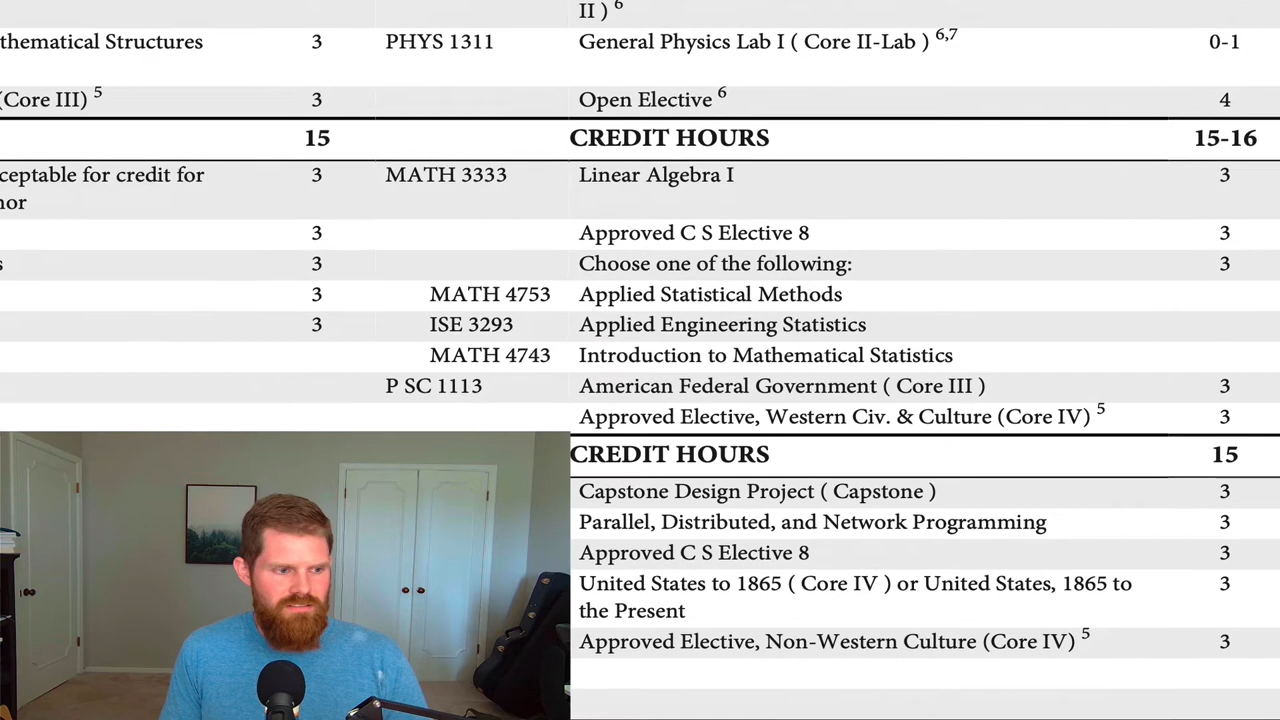 II ) 6
thematical Structures 3 PHYS 1311 General Physics Lab I ( Core II-Lab ) 6,7 0-1
(Core III) 5 3 Open Elective 6 4
15 CREDIT HOURS 15-16
ceptable for credit for 3 MATH 3333 Linear Algebra I 3
nor
3 Approved C S Elective 8 3
s 3 Choose one of the following: 3
3 MATH 4753 Applied Statistical Methods
3 ISE 3293 Applied Engineering Statistics
MATH 4743 Introduction to Mathematical Statistics
P SC 1113 American Federal Government ( Core III ) 3
Approved Elective, Western Civ. & Culture (Core IV) 5 3
CREDIT HOURS 15
Capstone Design Project ( Capstone ) 3
Parallel, Distributed, and Network Programming 3
Approved C S Elective 8 3
United States to 1865 ( Core IV ) or United States, 1865 to 3
the Present
Approved Elective, Non-Western Culture (Core IV) 5 3